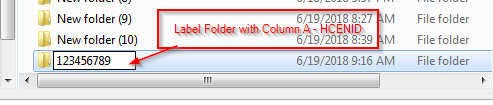 New folder (9) 6/19/2018 8:27 AM File folder
Label Folder with Column A - HCENID
New folder (10) 6/19/2018 8:39 AM File folder
123456789 6/19/2018 9:16 AM File folder